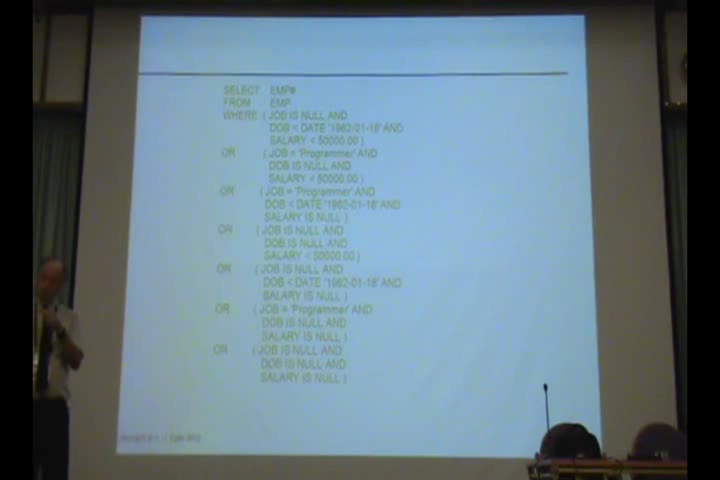 SELECT EMP#
FROM EMP
WHERE ( JOB IS NULL AND
DOB < DATE '1962-01-18' AND
SALARY < 50000.00 )
OR ( JOB = 'Programmer' AND
DOB IS NULL AND
SALARY < 50000.00 )
OR ( JOB = 'Programmer' AND
DOB < DATE '1962-01-18' AND
SALARY IS NULL )
OR ( JOB IS NULL AND
DOB IS NULL AND
SALARY < 50000.00 )
OR ( JOB IS NULL AND
DOB < DATE '1962-01-18' AND
SALARY IS NULL )
OR ( JOB = 'Programmer' AND
DOB IS NULL AND
SALARY IS NULL )
OR ( JOB IS NULL AND
DOB IS NULL AND
SALARY IS NULL )